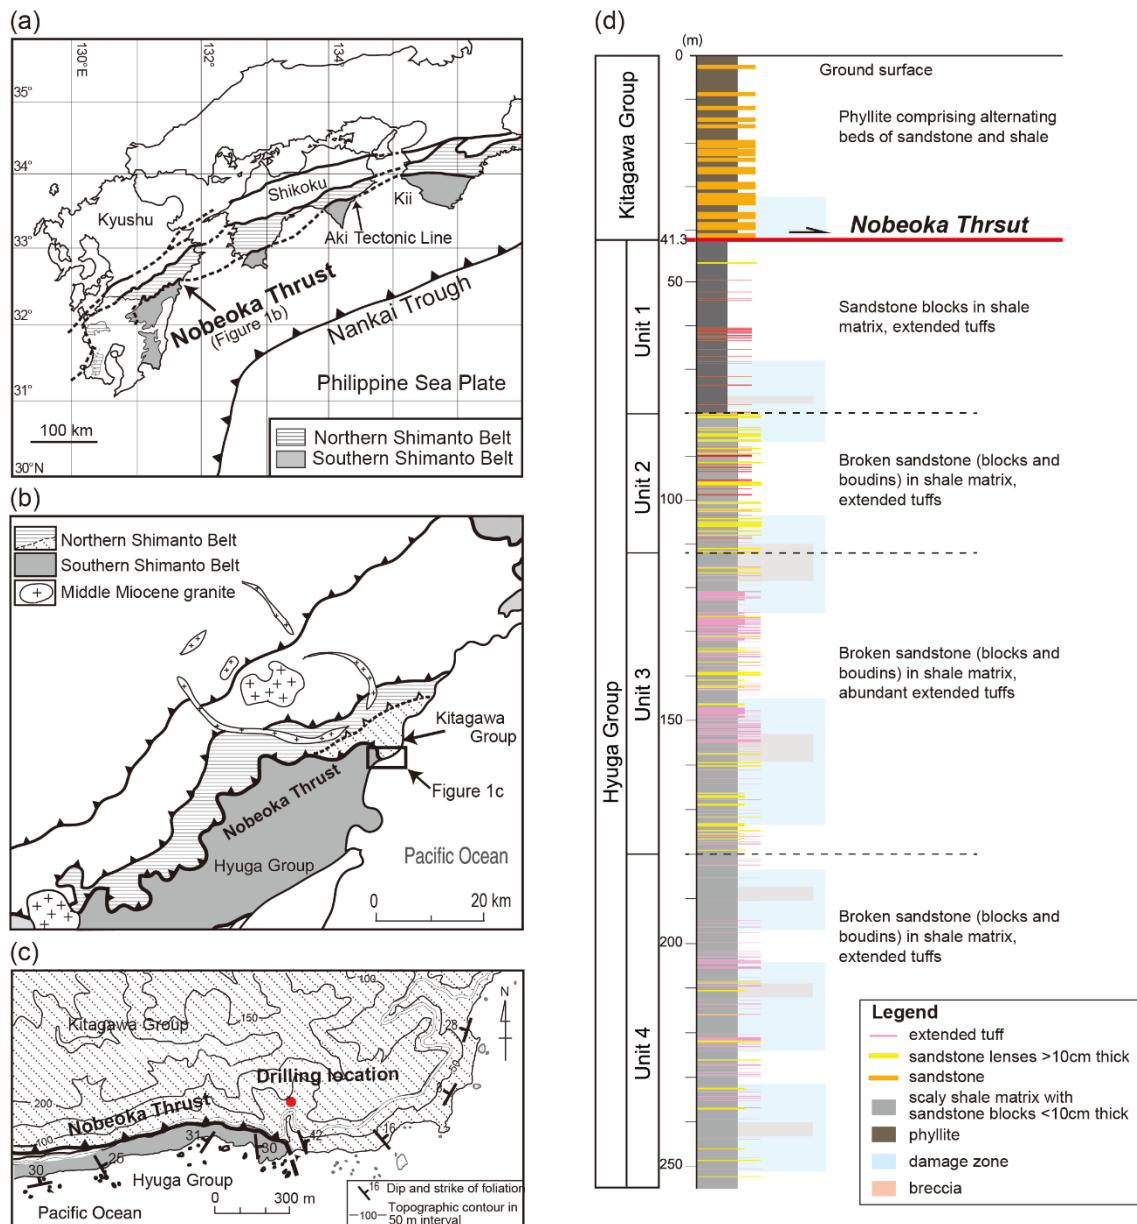 (a)
130°E
132°
134°
35°
34°
33°
32°
31°
30°N
Shikoku
Kii
Kyushu
Aki Tectonic Line
Nobeoka Thrust
(Figure 1b)
Nankai Trough
Philippine Sea Plate
100 km
Northern Shimanto Belt
Southern Shimanto Belt
(b)
Northern Shimanto Belt
Southern Shimanto Belt
Middle Miocene granite
Kitagawa
Group
Figure 1c
Nobeoka Thrust
Hyuga Group
Pacific Ocean
0 20 km
(c)
100
N
150
Kitagawa Group
28
59
Drilling location
200
Nobeoka Thrust
100
31
30
42
16
30
25
Hyuga Group
0 300 m
Pacific Ocean
16 Dip and strike of foliation
100 Topographic contour in
50 m interval
(d)
(m)
0
Ground surface
Kitagawa Group
Phyllite comprising alternating
beds of sandstone and shale
Nobeoka Thrsut
41.3
50
Unit 1
Sandstone blocks in shale
matrix, extended tuffs
Unit 2
Broken sandstone (blocks and
boudins) in shale matrix,
extended tuffs
100
Hyuga Group
Unit 3
Broken sandstone (blocks and
boudins) in shale matrix,
abundant extended tuffs
150
Unit 4
Broken sandstone (blocks and
boudins) in shale matrix,
extended tuffs
200
250
Legend
extended tuff
sandstone lenses >10cm thick
sandstone
scaly shale matrix with
sandstone blocks <10cm thick
phyllite
damage zone
breccia